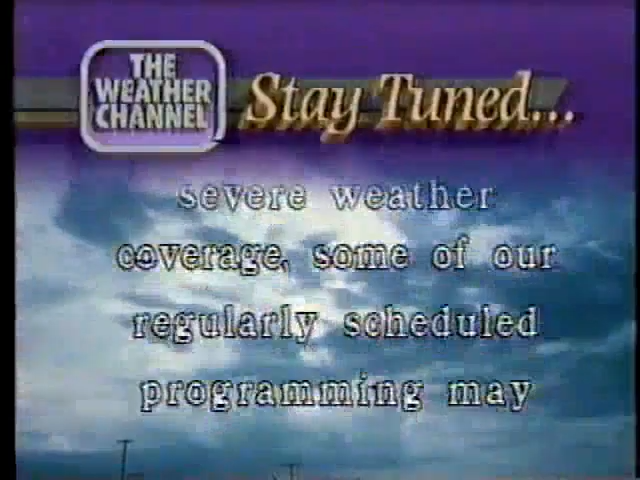 THE
WEATHER
CHANNEL
Stay Tuned...
severe weather
coverage, some of our
regularly scheduled
programming may